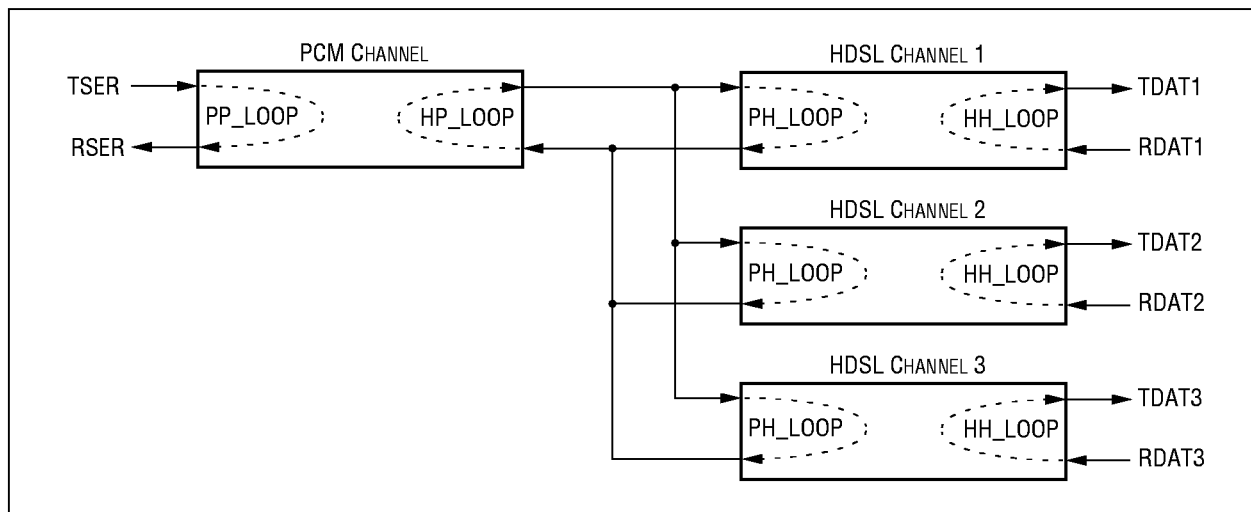 PCM CHANNEL
HDSL CHANNEL 1
TSER
PP_LOOP
HP_LOOP
PH_LOOP
HH_LOOP
TDAT1
RSER
RDAT1
HDSL CHANNEL 2
PH_LOOP
HH_LOOP
TDAT2
RDAT2
HDSL CHANNEL 3
PH_LOOP
HH_LOOP
TDAT3
RDAT3